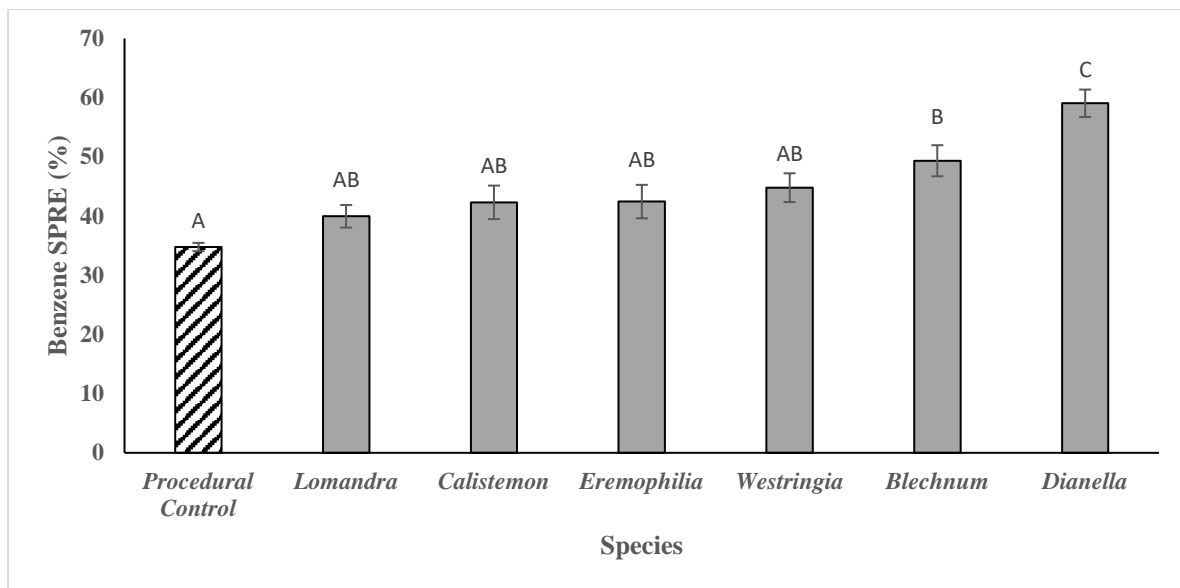 70
60
50
40
30
20
10
0
Benzene SPRE (%)
A
AB
AB
AB
AB
B
C
Procedural
Control
Lomandra
Calistemon
Eremophilia
Westringia
Blechnum
Dianella
Species